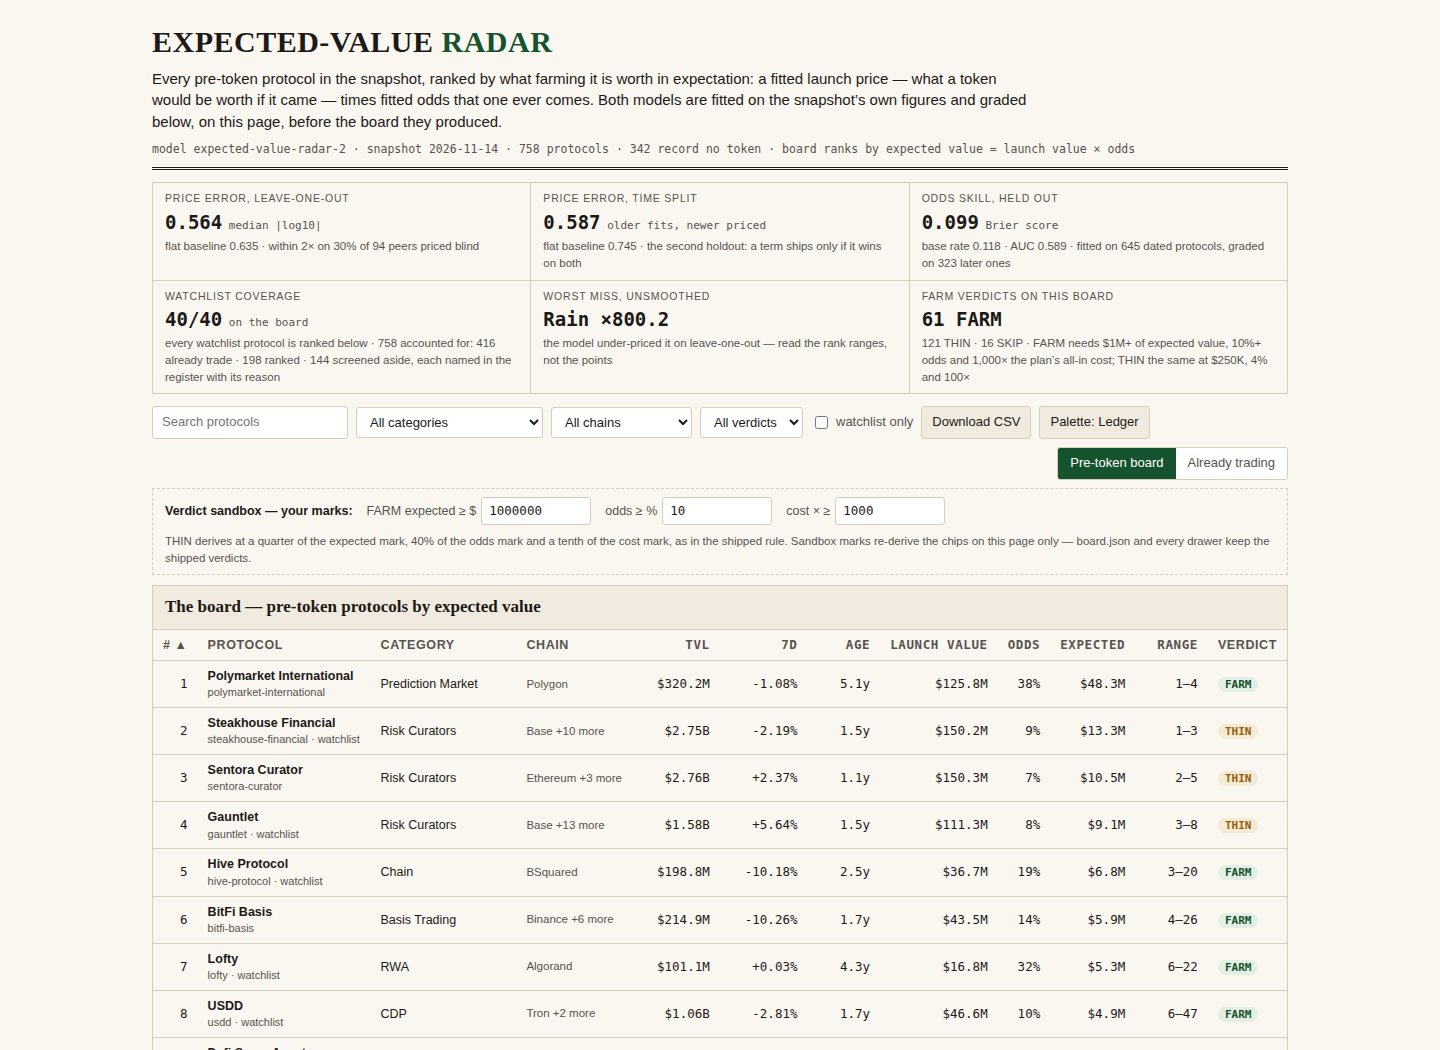 EXPECTED-VALUE RADAR
Every pre-token protocol in the snapshot, ranked by what farming it is worth in expectation: a fitted launch price — what a token
would be worth if it came — times fitted odds that one ever comes. Both models are fitted on the snapshot's own figures and graded
below, on this page, before the board they produced.
model expected-value-radar-2 · snapshot 2026-11-14 · 758 protocols · 342 record no token · board ranks by expected value = launch value × odds
PRICE ERROR, LEAVE-ONE-OUT
0.564 median |log10|
flat baseline 0.635 · within 2× on 30% of 94 peers priced blind
PRICE ERROR, TIME SPLIT
0.587 older fits, newer priced
flat baseline 0.745 · the second holdout: a term ships only if it wins
on both
ODDS SKILL, HELD OUT
0.099 Brier score
base rate 0.118 · AUC 0.589 · fitted on 645 dated protocols, graded
on 323 later ones
WATCHLIST COVERAGE
40/40 on the board
every watchlist protocol is ranked below · 758 accounted for: 416
already trade · 198 ranked · 144 screened aside, each named in the
register with its reason
WORST MISS, UNSMOOTHED
Rain ×800.2
the model under-priced it on leave-one-out — read the rank ranges,
not the points
FARM VERDICTS ON THIS BOARD
61 FARM
121 THIN · 16 SKIP · FARM needs $1M+ of expected value, 10%+
odds and 1,000× the plan's all-in cost; THIN the same at $250K, 4%
and 100×
Search protocols All categories All chains All verdicts watchlist only Download CSV Palette: Ledger
Pre-token board Already trading
Verdict sandbox — your marks: FARM expected ≥ $ 1000000 odds ≥ % 10 cost × ≥ 1000
THIN derives at a quarter of the expected mark, 40% of the odds mark and a tenth of the cost mark, as in the shipped rule. Sandbox marks re-derive the chips on this page only — board.json and every drawer keep the
shipped verdicts.
The board — pre-token protocols by expected value
# ▲ PROTOCOL CATEGORY CHAIN TVL 7D AGE LAUNCH VALUE ODDS EXPECTED RANGE VERDICT
1 Polymarket International Prediction Market Polygon $320.2M -1.08% 5.1y $125.8M 38% $48.3M 1–4 FARM
polymarket-international
2 Steakhouse Financial Risk Curators Base +10 more $2.75B -2.19% 1.5y $150.2M 9% $13.3M 1–3 THIN
steakhouse-financial · watchlist
3 Sentora Curator Risk Curators Ethereum +3 more $2.76B +2.37% 1.1y $150.3M 7% $10.5M 2–5 THIN
sentora-curator
4 Gauntlet Risk Curators Base +13 more $1.58B +5.64% 1.5y $111.3M 8% $9.1M 3–8 THIN
gauntlet · watchlist
5 Hive Protocol Chain BSquared $198.8M -10.18% 2.5y $36.7M 19% $6.8M 3–20 FARM
hive-protocol · watchlist
6 BitFi Basis Basis Trading Binance +6 more $214.9M -10.26% 1.7y $43.5M 14% $5.9M 4–26 FARM
bitfi-basis
7 Lofty RWA Algorand $101.1M +0.03% 4.3y $16.8M 32% $5.3M 6–22 FARM
lofty · watchlist
8 USDD CDP Tron +2 more $1.06B -2.81% 1.7y $46.6M 10% $4.9M 6–47 FARM
usdd · watchlist